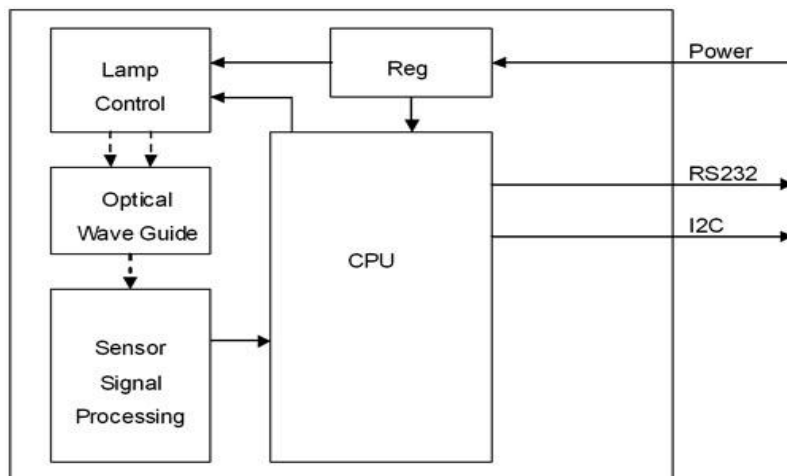 Lamp
Control
Reg
Power
Optical
Wave Guide
CPU
RS232
I2C
Sensor
Signal
Processing